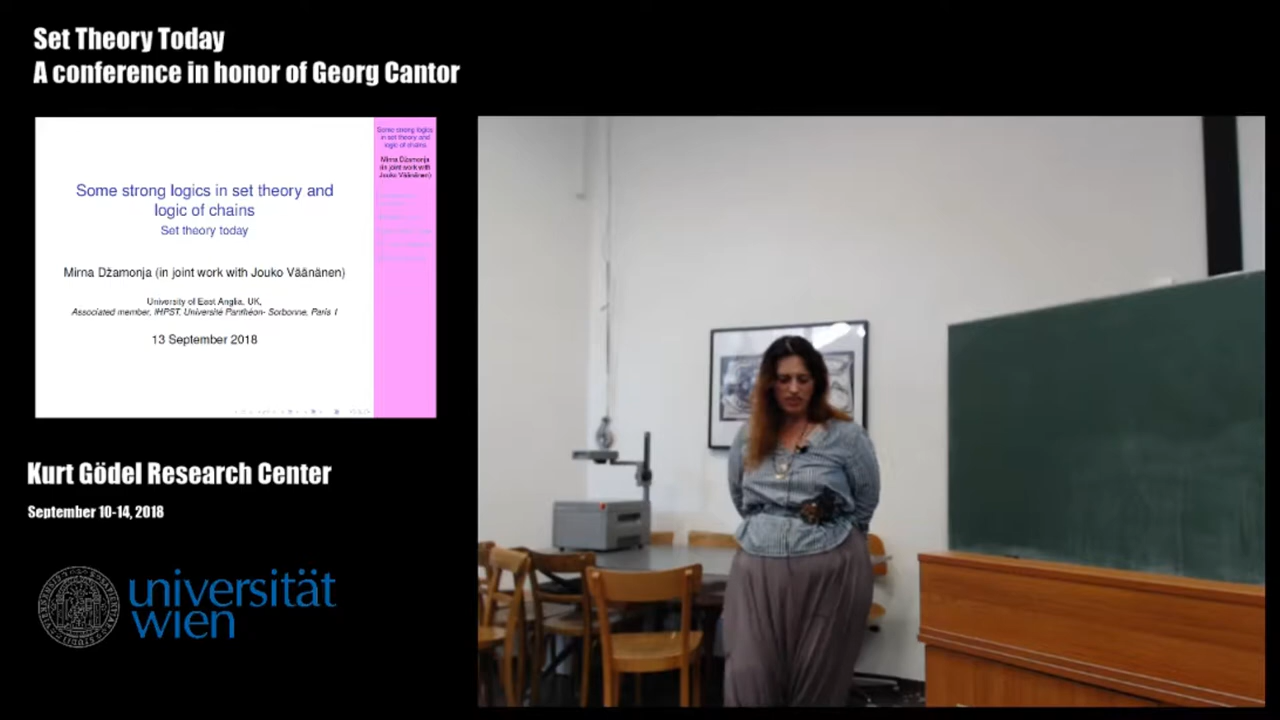 Set Theory Today
A conference in honor of Georg Cantor
Some strong logics in set theory and
logic of chains
Set theory today
Mirna Džamonja (in joint work with Jouko Väänänen)
University of East Anglia, UK,
Associated member, IHPST, Université Panthéon- Sorbonne, Paris 1
13 September 2018
Some strong logics
in set theory and
logic of chains
Mirna Džamonja
(in joint work with
Jouko Väänänen)
Kurt Gödel Research Center
September 10-14, 2018
universität
wien